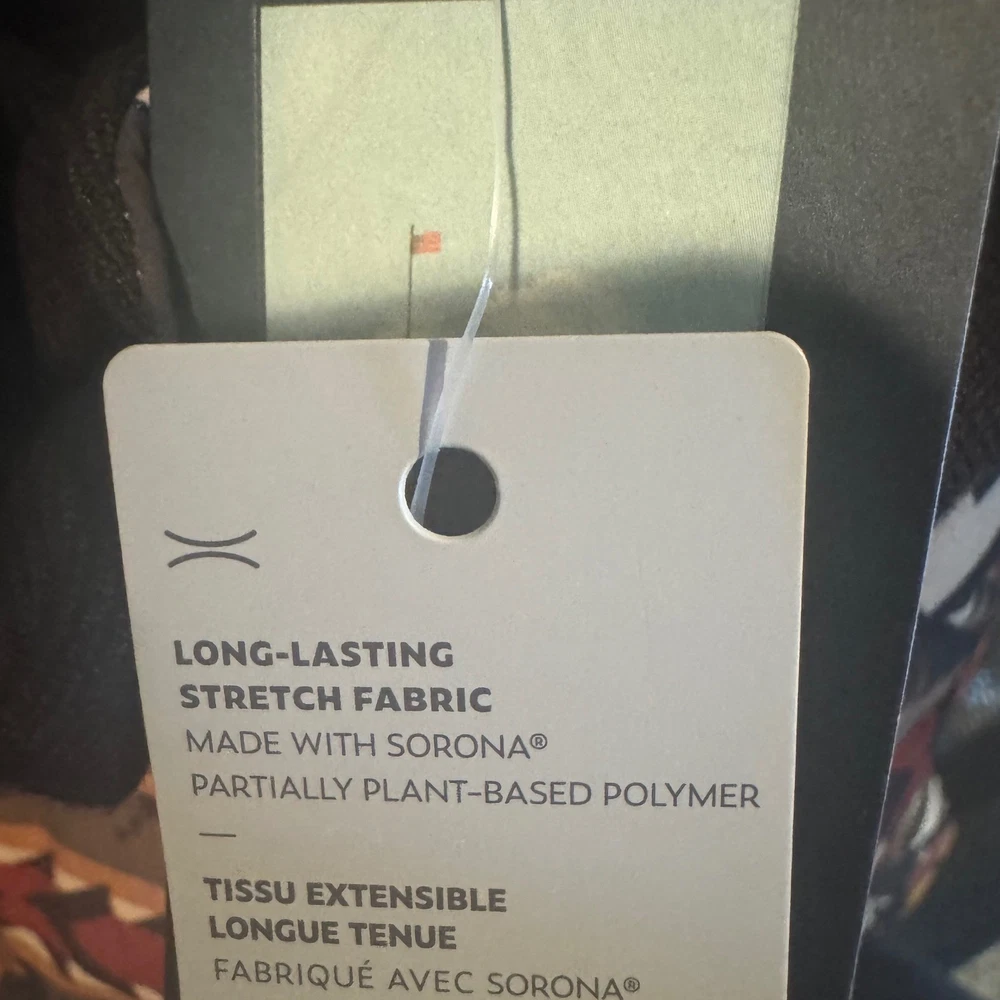 LONG-LASTING
STRETCH FABRIC
MADE WITH SORONA®
PARTIALLY PLANT-BASED POLYMER
—
TISSU EXTENSIBLE
LONGUE TENUE
FABRIQUÉ AVEC SORONA®